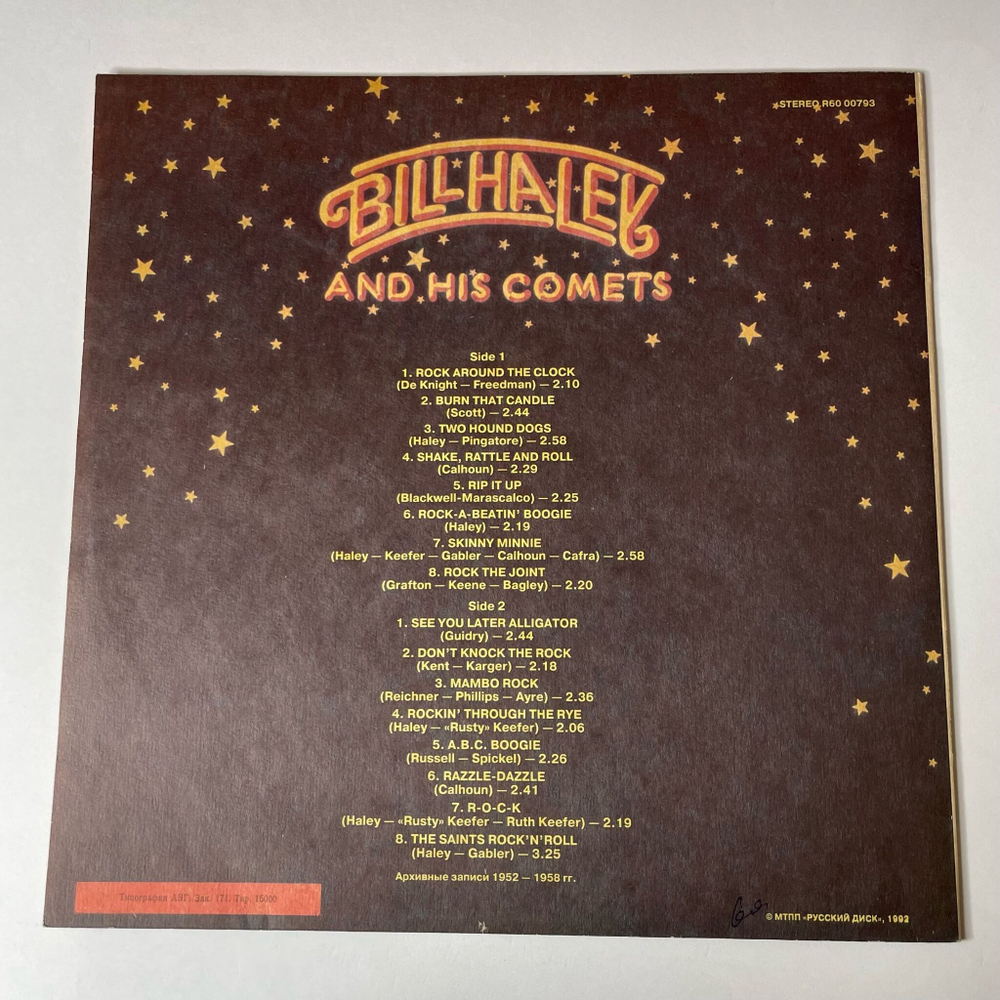 STEREO R60 00793
BILL HALEY
AND HIS COMETS
Side 1
1. ROCK AROUND THE CLOCK
(De Knight — Freedman) — 2.10
2. BURN THAT CANDLE
(Scott) — 2.44
3. TWO HOUND DOGS
(Haley — Pingatore) — 2.58
4. SHAKE, RATTLE AND ROLL
(Calhoun) — 2.29
5. RIP IT UP
(Blackwell-Marascalco) — 2.25
6. ROCK-A-BEATIN' BOOGIE
(Haley) — 2.19
7. SKINNY MINNIE
(Haley — Keefer — Gabler — Calhoun — Cafra) — 2.58
8. ROCK THE JOINT
(Grafton — Keene — Bagley) — 2.20
Side 2
1. SEE YOU LATER ALLIGATOR
(Guidry) — 2.44
2. DON'T KNOCK THE ROCK
(Kent — Karger) — 2.18
3. MAMBO ROCK
(Reichner — Phillips — Ayre) — 2.36
4. ROCKIN' THROUGH THE RYE
(Haley — «Rusty» Keefer) — 2.06
5. A.B.C. BOOGIE
(Russell — Spickel) — 2.26
6. RAZZLE-DAZZLE
(Calhoun) — 2.41
7. R-O-C-K
(Haley — «Rusty» Keefer — Ruth Keefer) — 2.19
8. THE SAINTS ROCK'N'ROLL
(Haley — Gabler) — 3.25
Архивные записи 1952 — 1958 гг.
Типография АЗГ. Зак. 171. Тир. 15000
© МТПП «РУССКИЙ ДИСК», 1992